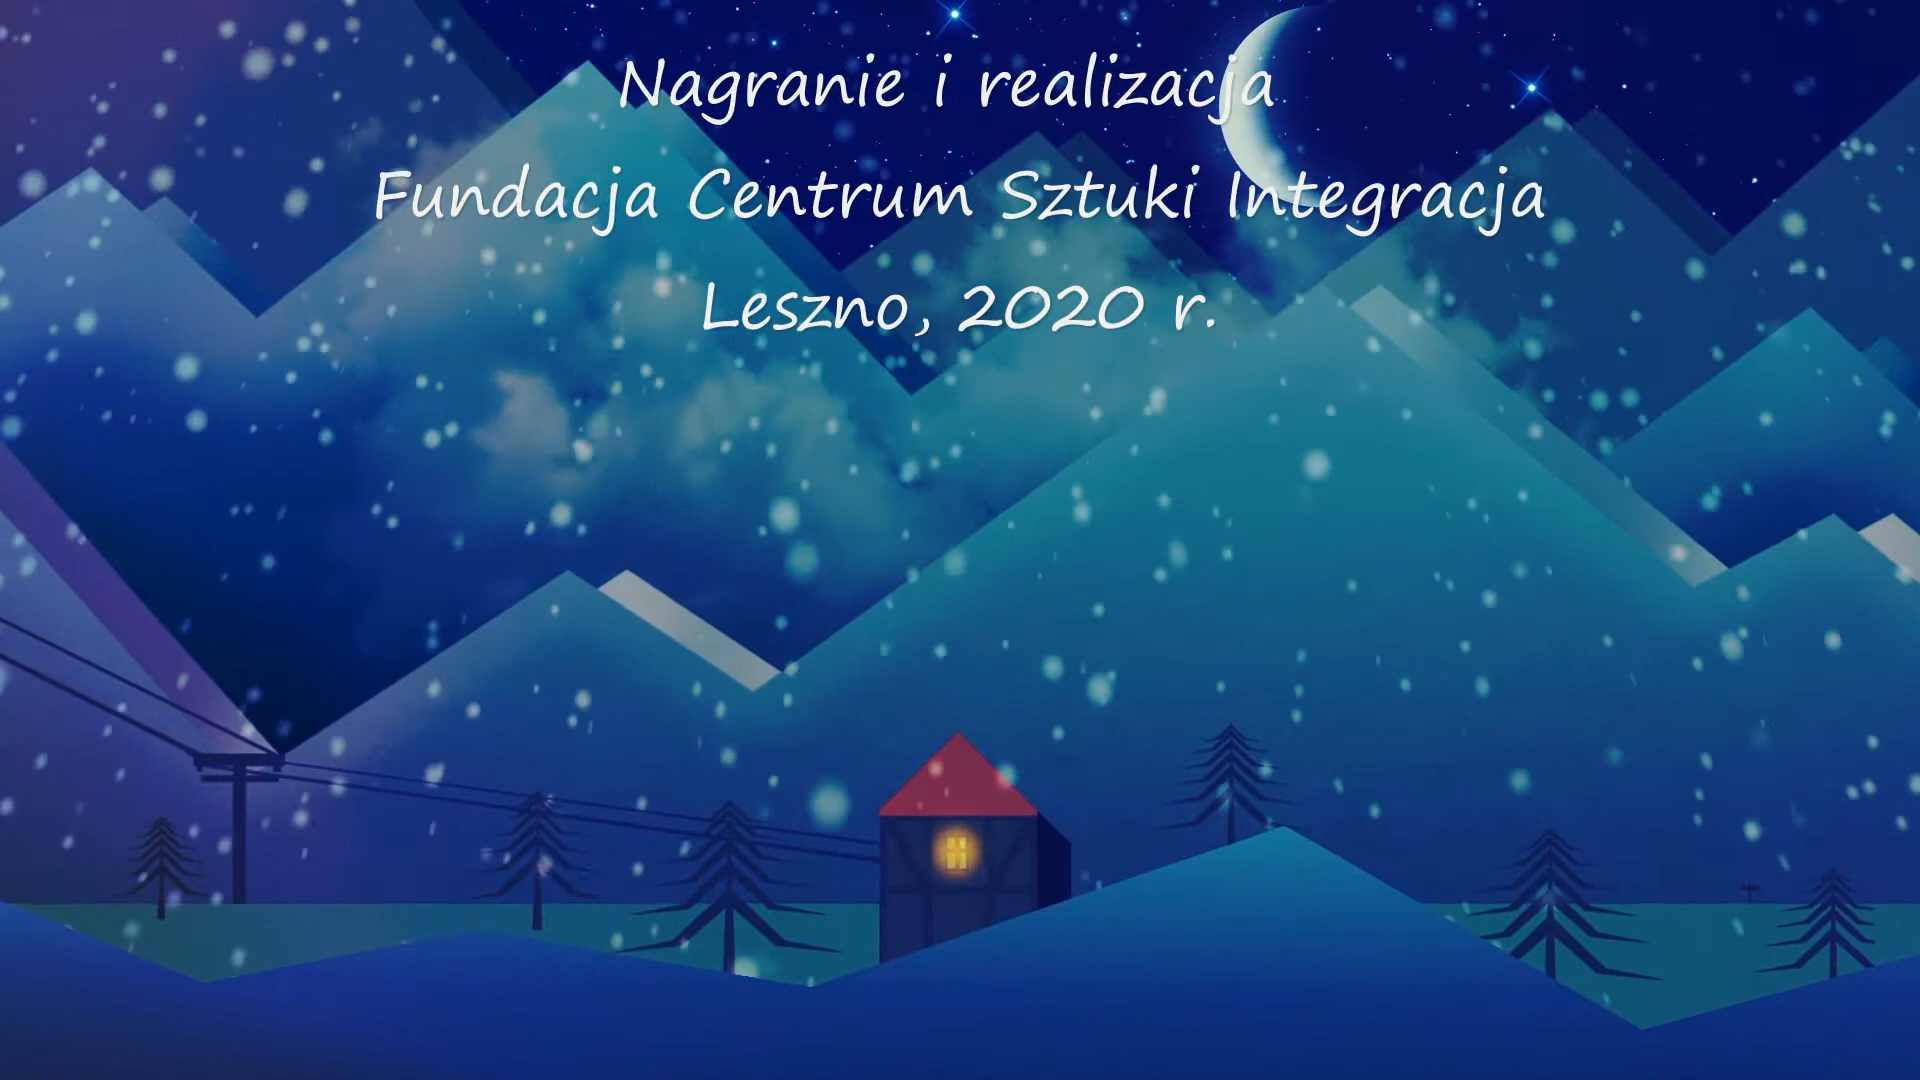 Nagranie i realizacja
Fundacja Centrum Sztuki Integracja
Leszno, 2020 r.